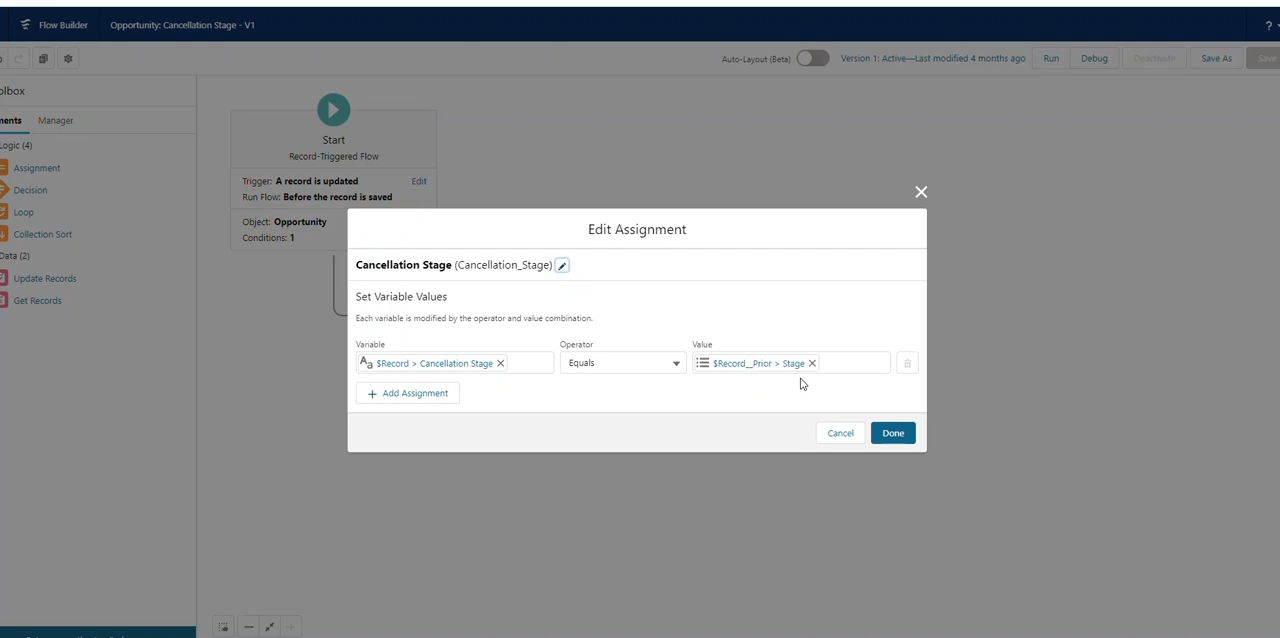 Flow Builder Opportunity: Cancellation Stage - V1 ?
Auto-Layout (Beta) Version 1: Active—Last modified 4 months ago Run Debug Deactivate Save As Save
olbox
ments Manager
Logic (4)
Assignment
Decision
Loop
Collection Sort
Data (2)
Update Records
Get Records
Start
Record-Triggered Flow
Trigger: A record is updated Edit
Run Flow: Before the record is saved
Object: Opportunity
Conditions: 1
Edit Assignment
Cancellation Stage (Cancellation_Stage)
Set Variable Values
Each variable is modified by the operator and value combination.
Variable Operator Value
Aa $Record > Cancellation Stage Equals $Record__Prior > Stage
+ Add Assignment
Cancel Done